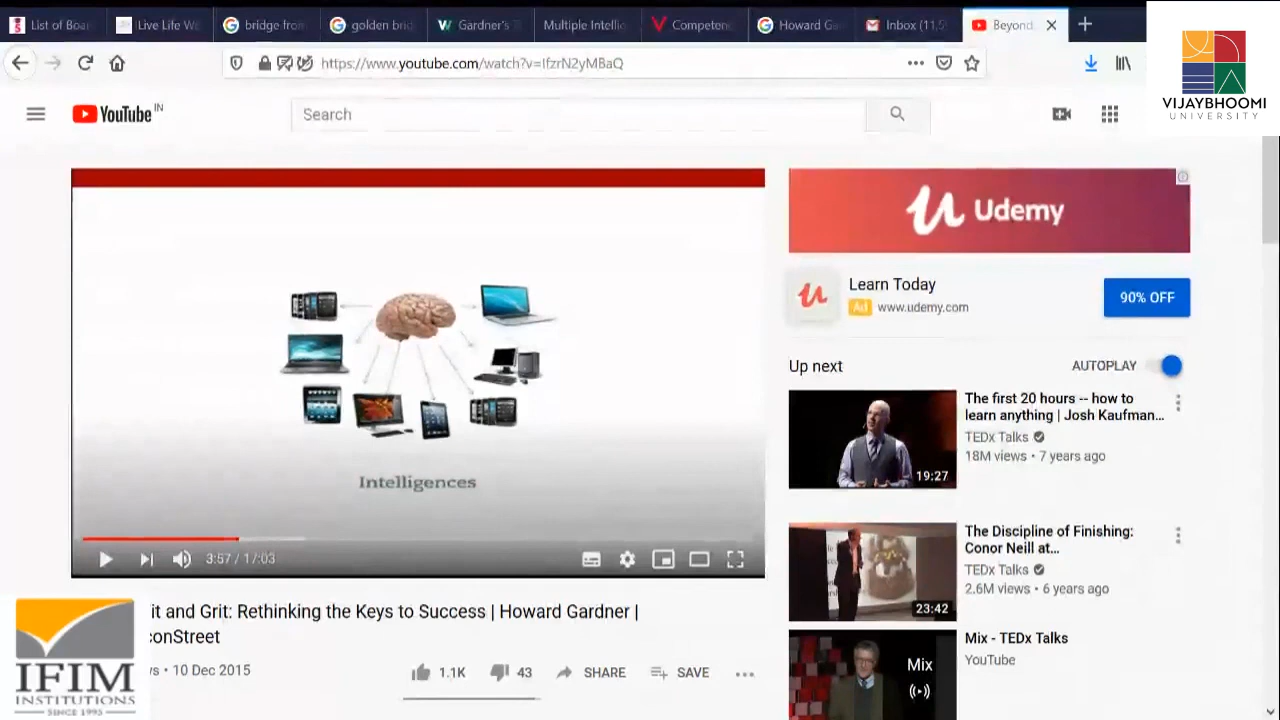 List of Boar
Live Life W
bridge from
golden brid
Gardner's T
Multiple Intellic
Competen
Howard Ga
Inbox (11,5
Beyond
VIJAYBHOOMI
UNIVERSITY
https://www.youtube.com/watch?v=IfzrN2yMBaQ
YouTube IN
Search
Intelligences
3:57 / 17:03
it and Grit: Rethinking the Keys to Success | Howard Gardner |
conStreet
vs • 10 Dec 2015
1.1K
43
SHARE
SAVE
IFIM
INSTITUTIONS
SINCE 1995
Udemy
Learn Today
Ad www.udemy.com
90% OFF
Up next
AUTOPLAY
The first 20 hours -- how to
learn anything | Josh Kaufman...
TEDx Talks
18M views • 7 years ago
19:27
The Discipline of Finishing:
Conor Neill at...
TEDx Talks
2.6M views • 6 years ago
23:42
Mix - TEDx Talks
YouTube
Mix